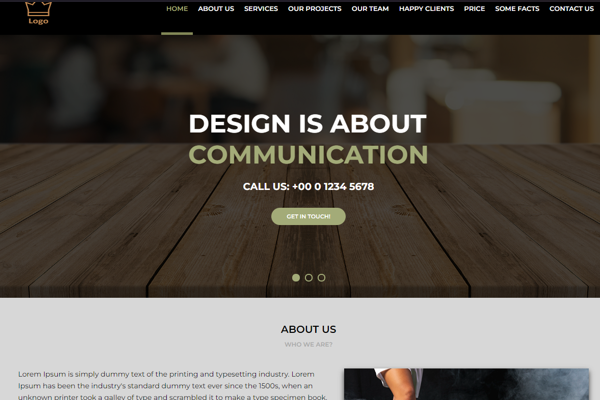 Logo
HOME ABOUT US SERVICES OUR PROJECTS OUR TEAM HAPPY CLIENTS PRICE SOME FACTS CONTACT US
DESIGN IS ABOUT
COMMUNICATION
CALL US: +00 0 1234 5678
GET IN TOUCH!
ABOUT US
WHO WE ARE?
Lorem Ipsum is simply dummy text of the printing and typesetting industry. Lorem
Ipsum has been the industry's standard dummy text ever since the 1500s, when an
unknown printer took a galley of type and scrambled it to make a type specimen book.